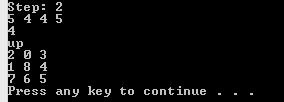 Step: 2
5 4 4 5
4
up
2 0 3
1 8 4
7 6 5
Press any key to continue . . .